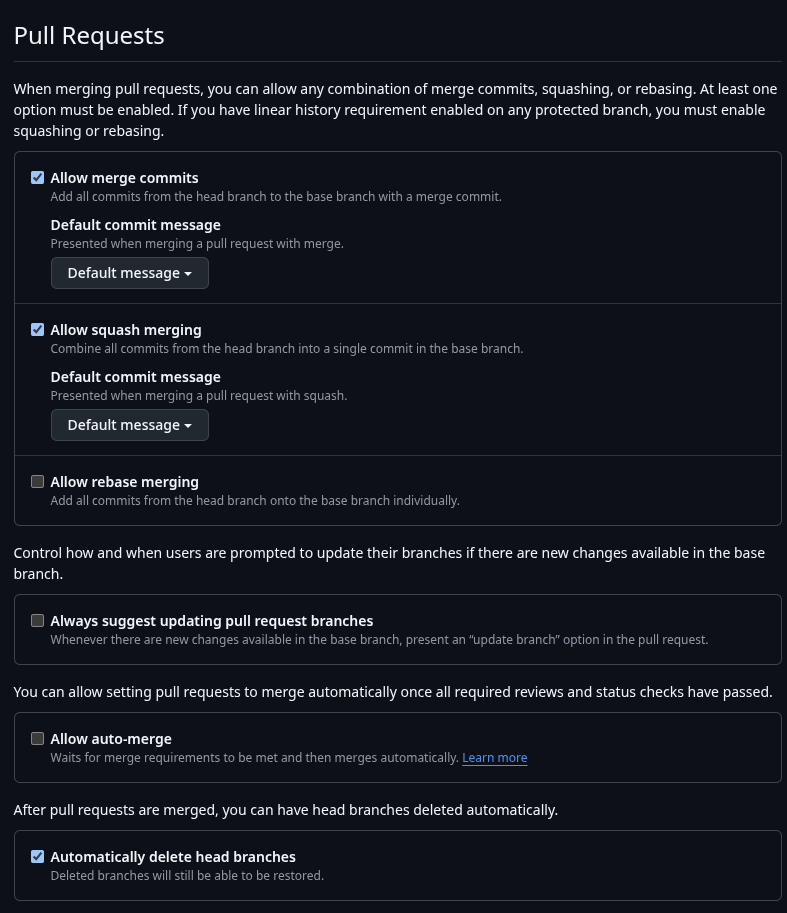 Pull Requests
When merging pull requests, you can allow any combination of merge commits, squashing, or rebasing. At least one
option must be enabled. If you have linear history requirement enabled on any protected branch, you must enable
squashing or rebasing.
Allow merge commits
Add all commits from the head branch to the base branch with a merge commit.
Default commit message
Presented when merging a pull request with merge.
Default message
Allow squash merging
Combine all commits from the head branch into a single commit in the base branch.
Default commit message
Presented when merging a pull request with squash.
Default message
Allow rebase merging
Add all commits from the head branch onto the base branch individually.
Control how and when users are prompted to update their branches if there are new changes available in the base
branch.
Always suggest updating pull request branches
Whenever there are new changes available in the base branch, present an “update branch” option in the pull request.
You can allow setting pull requests to merge automatically once all required reviews and status checks have passed.
Allow auto-merge
Waits for merge requirements to be met and then merges automatically. Learn more
After pull requests are merged, you can have head branches deleted automatically.
Automatically delete head branches
Deleted branches will still be able to be restored.